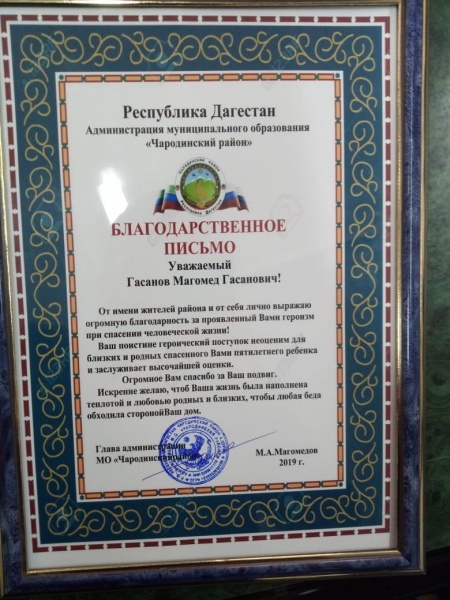 Республика Дагестан
Администрация муниципального образования
«Чародинский район»
БЛАГОДАРСТВЕННОЕ
ПИСЬМО
Уважаемый
Гасанов Магомед Гасанович!
От имени жителей района и от себя лично выражаю
огромную благодарность за проявленный Вами героизм
при спасении человеческой жизни!
Ваш поистине героический поступок неоценим для
близких и родных спасенного Вами пятилетнего ребенка
и заслуживает высочайшей оценки.
Огромное Вам спасибо за Ваш подвиг.
Искренне желаю, чтоб Ваша жизнь была наполнена
теплотой и любовью родных и близких, чтобы любая беда
обходила сторонойВаш дом.
Глава администрации
МО «Чародинскийрайон»
М.А.Магомедов
2019 г.